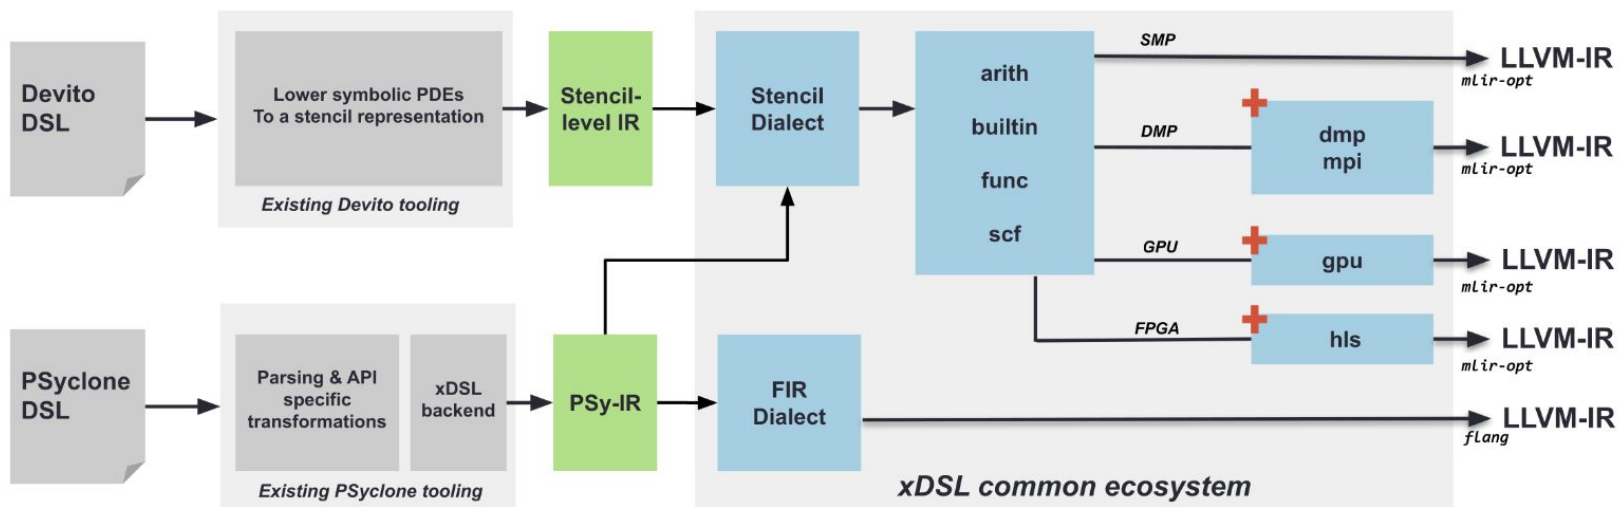 Devito
DSL
Lower symbolic PDEs
To a stencil representation
Existing Devito tooling
Stencil-
level IR
Stencil
Dialect
arith
builtin
func
scf
SMP
LLVM-IR
mlir-opt
DMP
dmp
mpi
LLVM-IR
mlir-opt
GPU
gpu
LLVM-IR
mlir-opt
FPGA
hls
LLVM-IR
mlir-opt
PSyclone
DSL
Parsing & API
specific
transformations
xDSL
backend
Existing PSyclone tooling
PSy-IR
FIR
Dialect
LLVM-IR
flang
xDSL common ecosystem